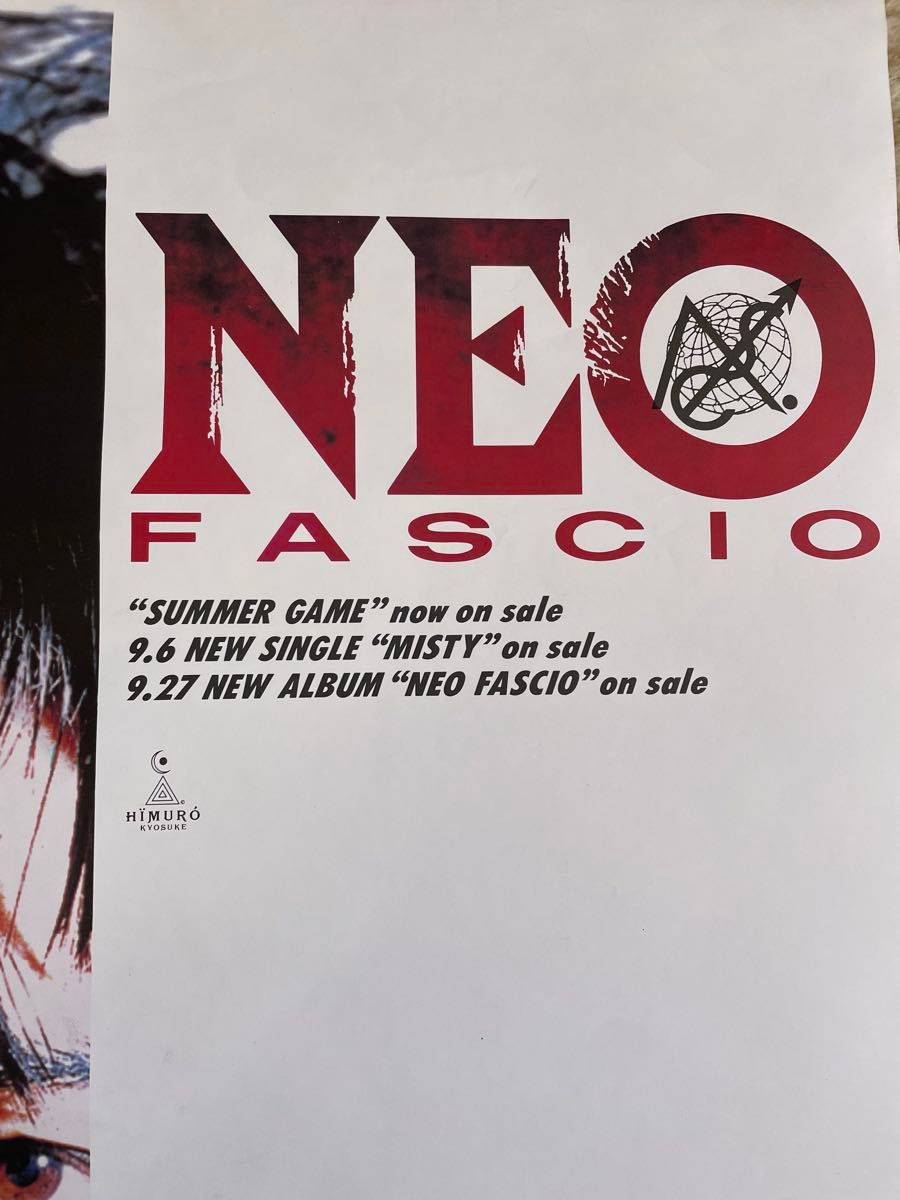 NEO
FASCIO
“SUMMER GAME” now on sale
9.6 NEW SINGLE “MISTY” on sale
9.27 NEW ALBUM “NEO FASCIO” on sale
©
HÏMURÓ
KYOSUKE